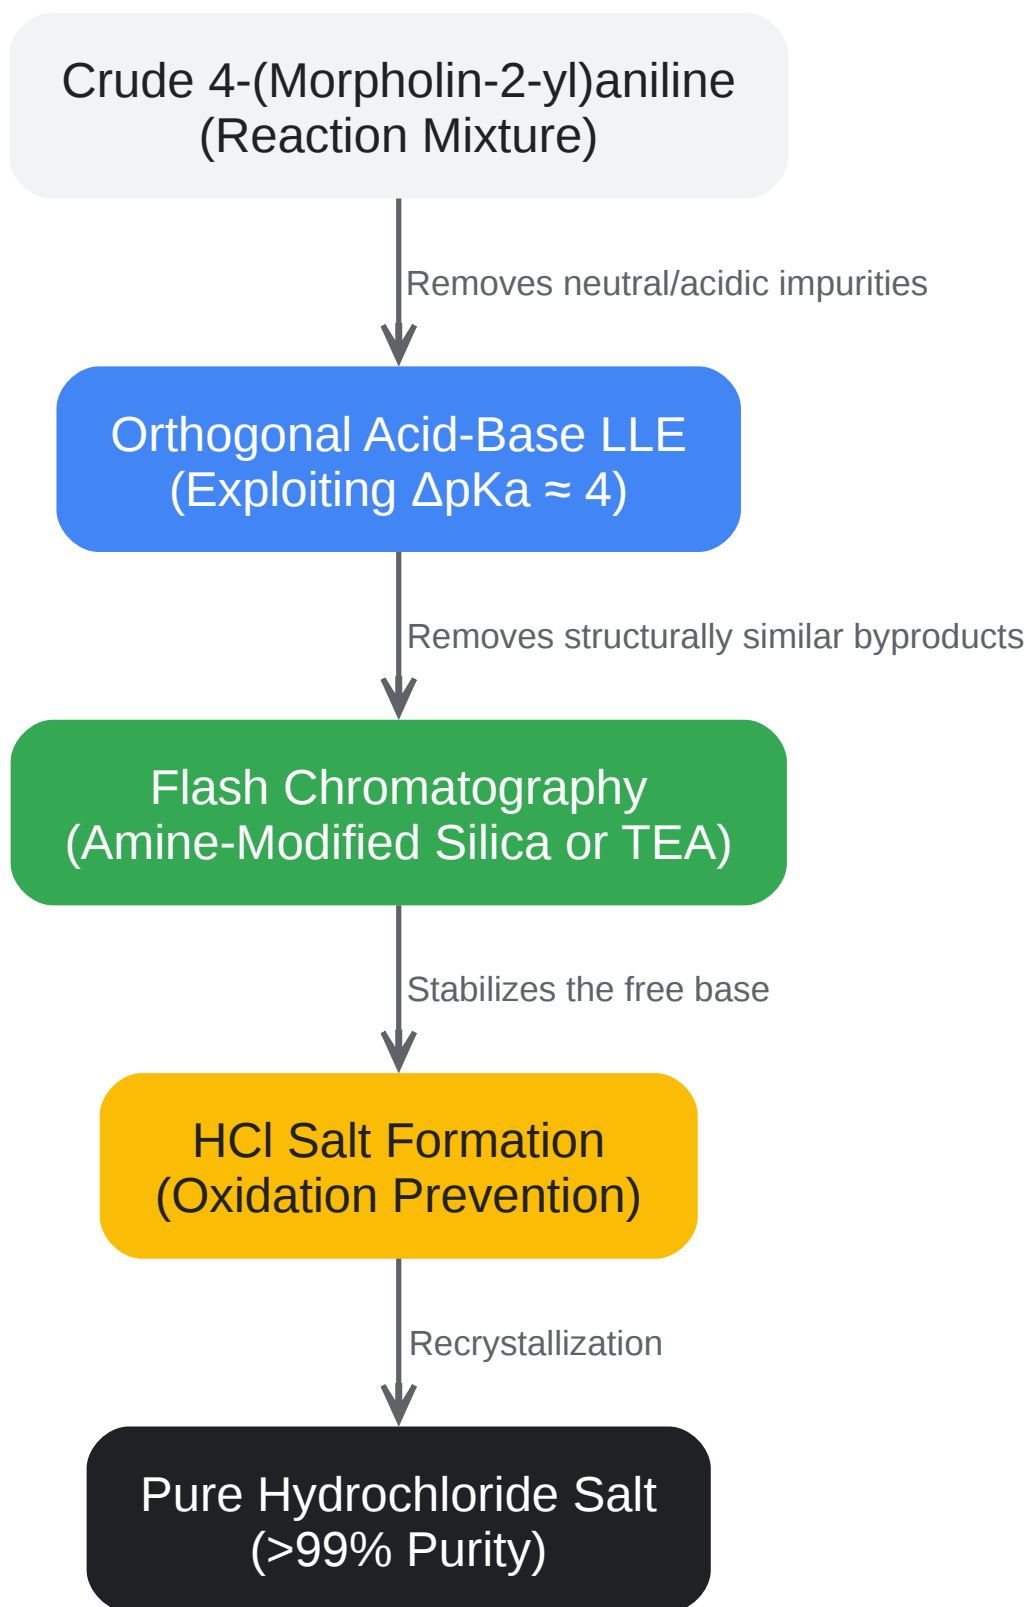 Crude 4-(Morpholin-2-yl)aniline
(Reaction Mixture)
Removes neutral/acidic impurities
Orthogonal Acid-Base LLE
(Exploiting ΔpKa ≈ 4)
Removes structurally similar byproducts
Flash Chromatography
(Amine-Modified Silica or TEA)
Stabilizes the free base
HCl Salt Formation
(Oxidation Prevention)
Recrystallization
Pure Hydrochloride Salt
(>99% Purity)